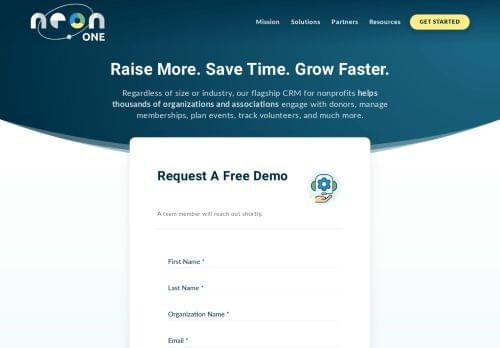 neon
ONE
Mission Solutions Partners Resources GET STARTED
Raise More. Save Time. Grow Faster.
Regardless of size or industry, our flagship CRM for nonprofits helps
thousands of organizations and associations engage with donors, manage
memberships, plan events, track volunteers, and much more.
Request A Free Demo
A team member will reach out shortly.
First Name *
Last Name *
Organization Name *
Email *